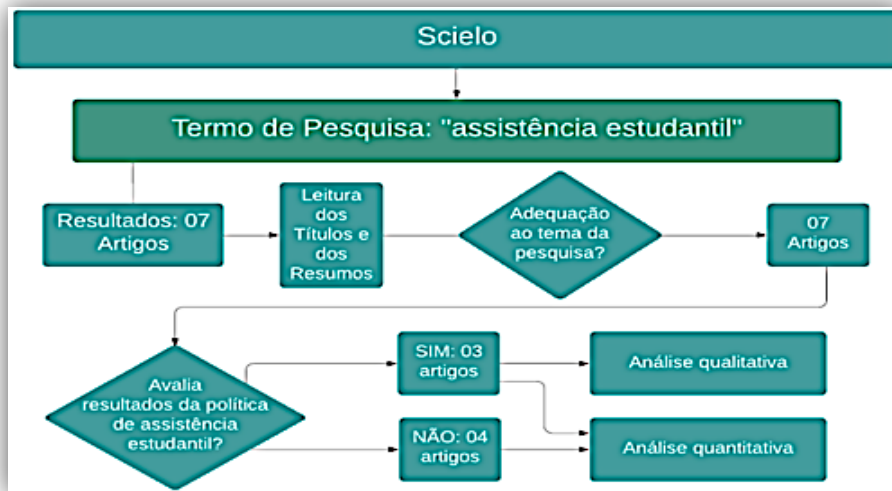 Scielo
Termo de Pesquisa: "assistência estudantil"
Resultados: 07
Artigos
Leitura
dos
Títulos e
dos
Resumos
Adequação
ao tema da
pesquisa?
07
Artigos
Avalia
resultados da política
de assistência
estudantil?
SIM: 03
artigos
Análise qualitativa
NÃO: 04
artigos
Análise quantitativa